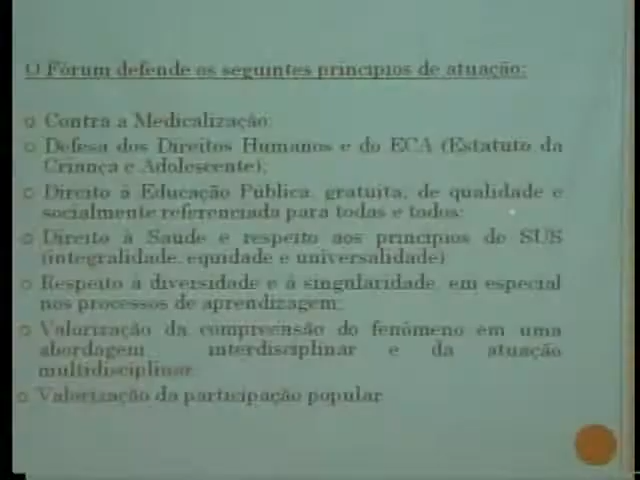 O Fórum defende os seguintes princípios de atuação:
Contra a Medicalização;
Defesa dos Direitos Humanos e do ECA (Estatuto da
Criança e Adolescente);
Direito à Educação Pública, gratuita, de qualidade e
socialmente referenciada para todas e todos;
Direito à Saúde e respeito aos princípios do SUS
(integralidade, equidade e universalidade)
Respeito à diversidade e à singularidade, em especial
nos processos de aprendizagem;
Valorização da compreensão do fenômeno em uma
abordagem interdisciplinar e da atuação
multidisciplinar
Valorização da participação popular